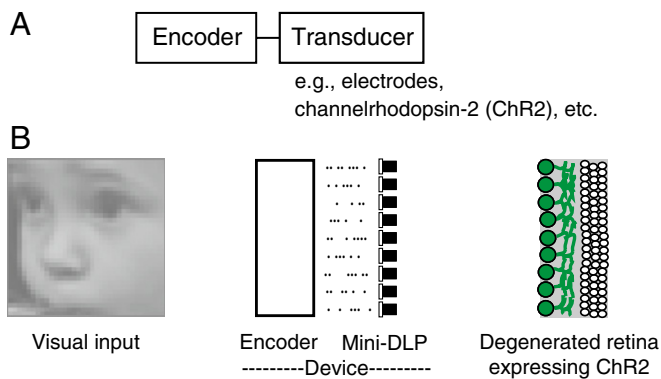 A
Encoder
Transducer
e.g., electrodes,
channelrhodopsin-2 (ChR2), etc.
B
Visual input
Encoder
Mini-DLP
---------Device---------
Degenerated retina
expressing ChR2